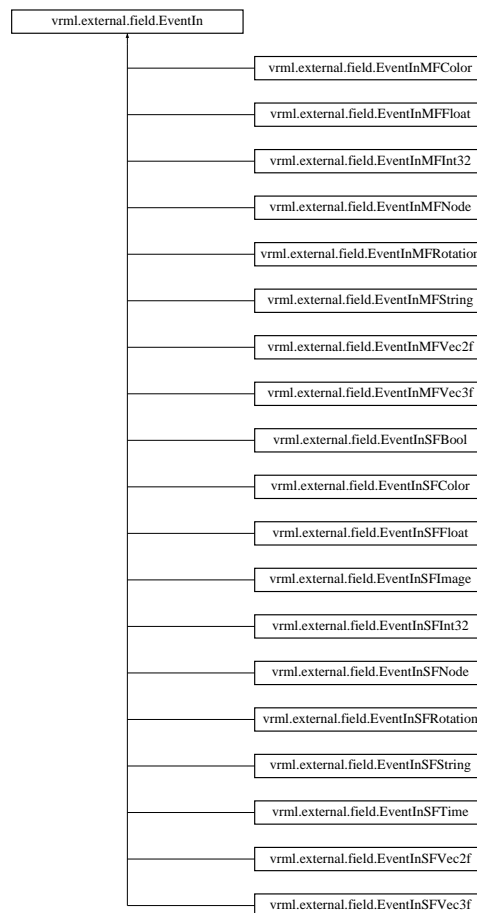 vrml.external.field.EventIn
vrml.external.field.EventInMFColor
vrml.external.field.EventInMFFloat
vrml.external.field.EventInMFInt32
vrml.external.field.EventInMFNode
vrml.external.field.EventInMFRotation
vrml.external.field.EventInMFString
vrml.external.field.EventInMFVec2f
vrml.external.field.EventInMFVec3f
vrml.external.field.EventInSFBool
vrml.external.field.EventInSFColor
vrml.external.field.EventInSFFloat
vrml.external.field.EventInSFImage
vrml.external.field.EventInSFInt32
vrml.external.field.EventInSFNode
vrml.external.field.EventInSFRotation
vrml.external.field.EventInSFString
vrml.external.field.EventInSFTime
vrml.external.field.EventInSFVec2f
vrml.external.field.EventInSFVec3f